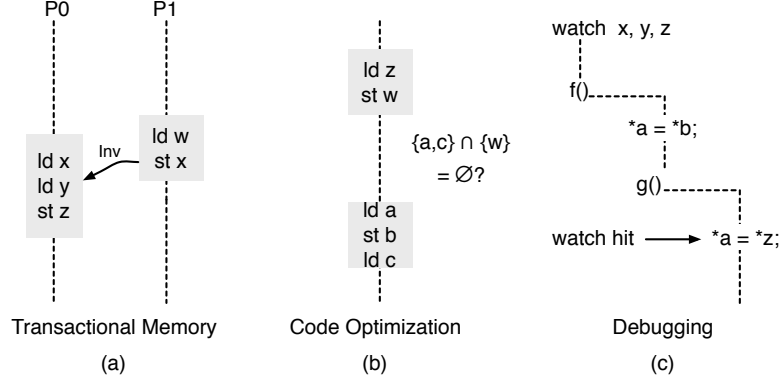 P0
P1
ld x
ld y
st z
Inv
ld w
st x
Transactional Memory
(a)
ld z
st w
{a,c} ∩ {w}
= ∅?
ld a
st b
ld c
Code Optimization
(b)
watch x, y, z
f()
*a = *b;
g()
watch hit
*a = *z;
Debugging
(c)